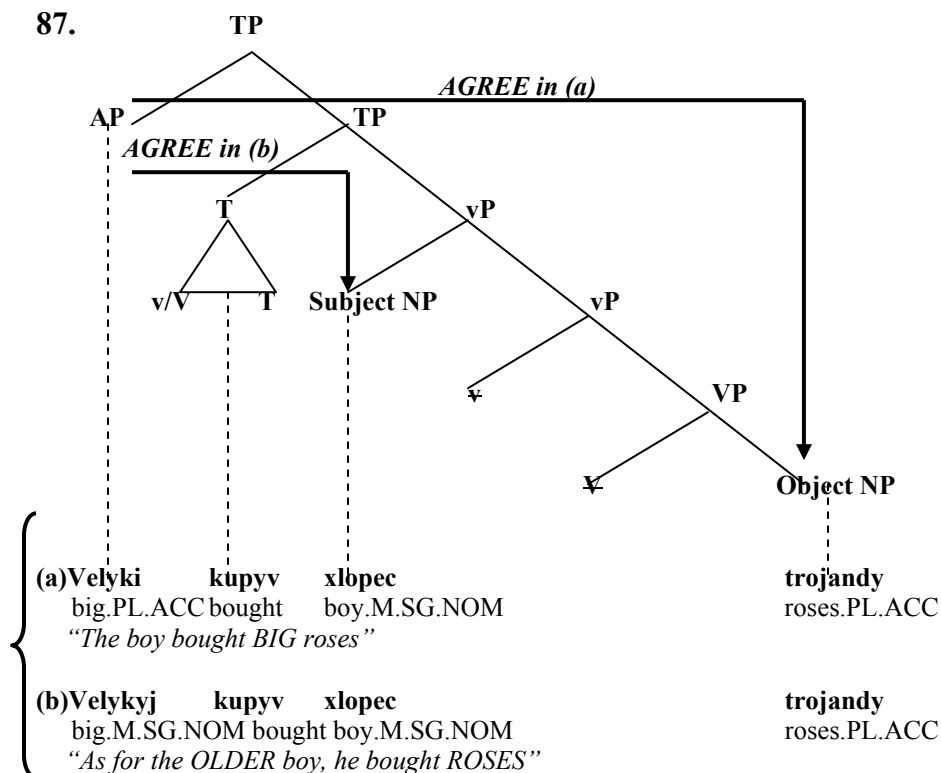 87.
TP
AGREE in (a)
AP TP
AGREE in (b)
T vP
v/V T Subject NP vP
v VP
V Object NP
(a)Velyki kupyv xlopec trojandy
big.PL.ACC bought boy.M.SG.NOM roses.PL.ACC
“The boy bought BIG roses”
(b)Velykyj kupyv xlopec trojandy
big.M.SG.NOM bought boy.M.SG.NOM roses.PL.ACC
“As for the OLDER boy, he bought ROSES”